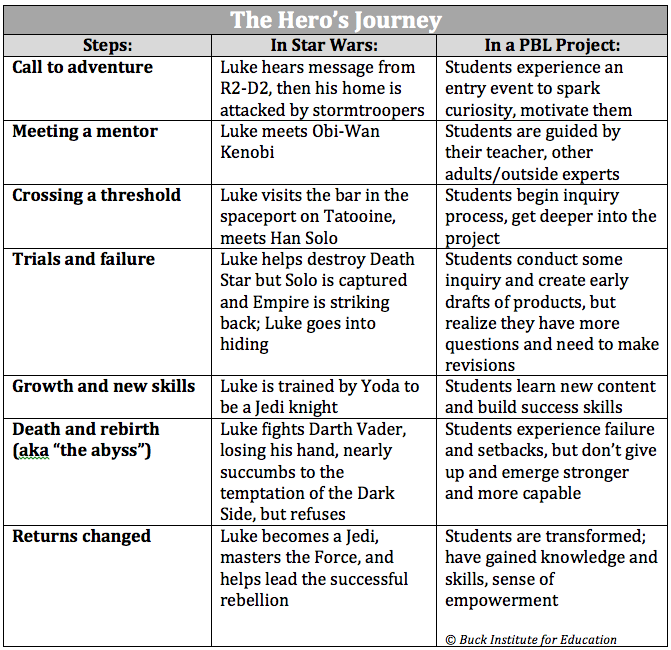 The Hero's Journey
Steps:
In Star Wars:
In a PBL Project:
Call to adventure
Luke hears message from
R2-D2, then his home is
attacked by stormtroopers
Students experience an
entry event to spark
curiosity, motivate them
Meeting a mentor
Luke meets Obi-Wan
Kenobi
Students are guided by
their teacher, other
adults/outside experts
Crossing a threshold
Luke visits the bar in the
spaceport on Tatooine,
meets Han Solo
Students begin inquiry
process, get deeper into the
project
Trials and failure
Luke helps destroy Death
Star but Solo is captured
and Empire is striking
back; Luke goes into
hiding
Students conduct some
inquiry and create early
drafts of products, but
realize they have more
questions and need to make
revisions
Growth and new skills
Luke is trained by Yoda to
be a Jedi knight
Students learn new content
and build success skills
Death and rebirth
(aka “the abyss”)
Luke fights Darth Vader,
losing his hand, nearly
succumbs to the
temptation of the Dark
Side, but refuses
Students experience failure
and setbacks, but don't give
up and emerge stronger
and more capable
Returns changed
Luke becomes a Jedi,
masters the Force, and
helps lead the successful
rebellion
Students are transformed;
have gained knowledge and
skills, sense of
empowerment
© Buck Institute for Education